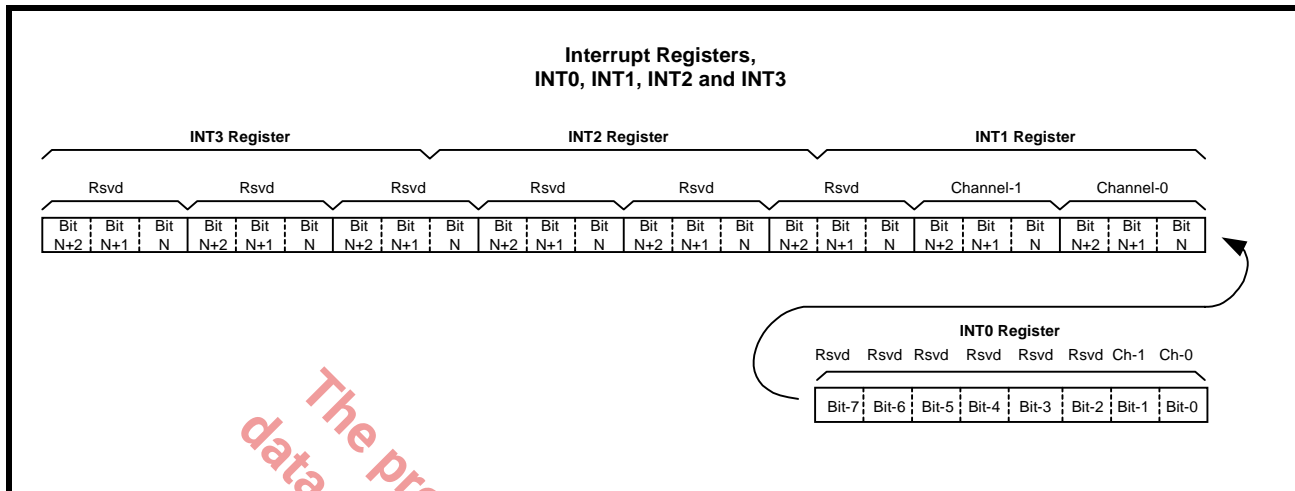 Interrupt Registers,
INT0, INT1, INT2 and INT3
INT3 Register INT2 Register INT1 Register
Rsvd Rsvd Rsvd Rsvd Rsvd Rsvd Channel-1 Channel-0
Bit Bit Bit Bit Bit Bit Bit Bit Bit Bit Bit Bit Bit Bit Bit Bit Bit Bit Bit Bit Bit Bit Bit Bit
N+2 N+1 N N+2 N+1 N N+2 N+1 N N+2 N+1 N N+2 N+1 N N+2 N+1 N N+2 N+1 N N+2 N+1 N
INT0 Register
Rsvd Rsvd Rsvd Rsvd Rsvd Rsvd Ch-1 Ch-0
Bit-7 Bit-6 Bit-5 Bit-4 Bit-3 Bit-2 Bit-1 Bit-0
The
data